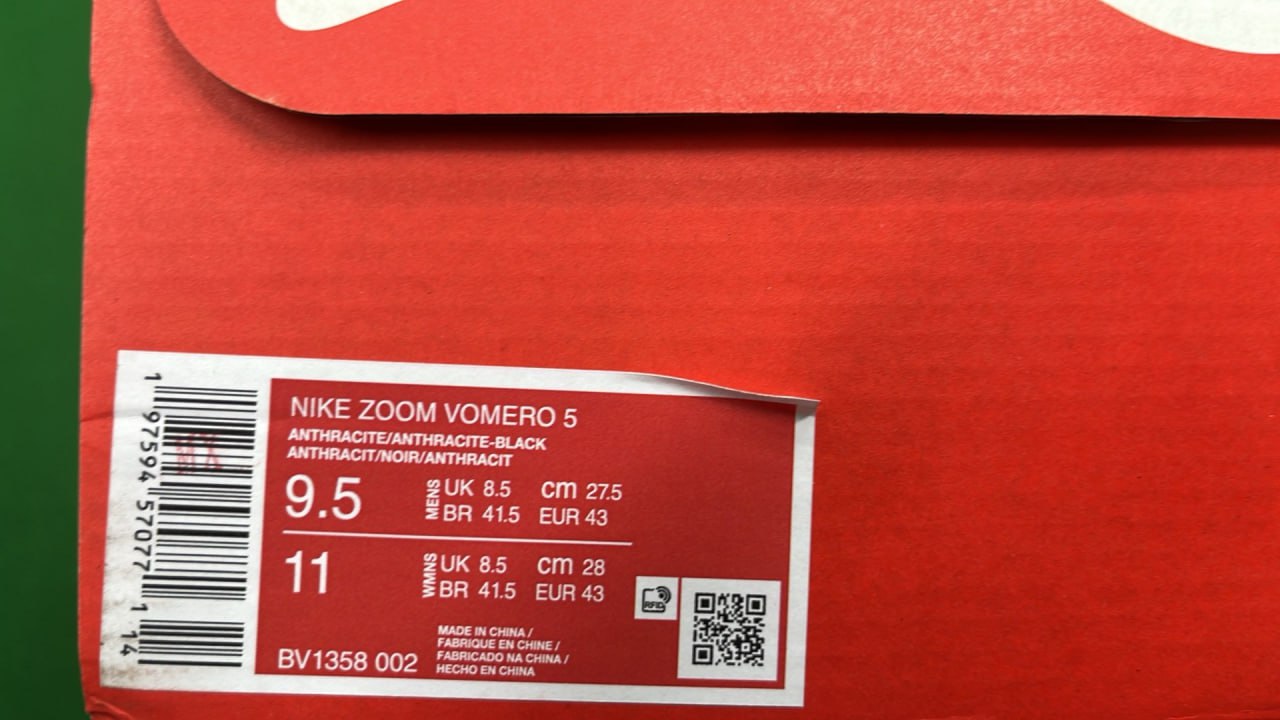 NIKE ZOOM VOMERO 5
ANTHRACITE/ANTHRACITE-BLACK
ANTHRACIT/NOIR/ANTHRACIT
9.5 MENS UK 8.5 cm 27.5
BR 41.5 EUR 43
11 WMNS UK 8.5 cm 28
BR 41.5 EUR 43
RFID
BV1358 002
MADE IN CHINA /
FABRIQUE EN CHINE /
FABRICADO NA CHINA /
HECHO EN CHINA
1 97594 57077 1 14